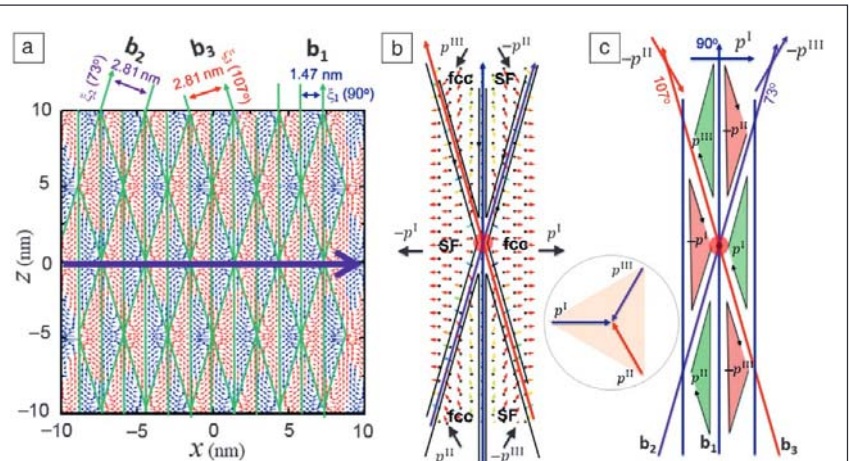 a
b₂
b₃
b₁
ξ₂ (73°)
2.81 nm
2.81 nm
ξ₃ (107°)
1.47 nm
ξ₁ (90°)
10
5
0
−5
−10
z (nm)
−10 −5 0 5 10
x (nm)
b
pᴵᴵᴵ
−pᴵᴵ
fcc SF
SF fcc
−pᴵ
pᴵ
fcc SF
pᴵᴵ
−pᴵᴵᴵ
pᴵᴵᴵ
pᴵ
pᴵᴵ
c
−pᴵᴵ
90°
pᴵ
−pᴵᴵᴵ
107°
73°
pᴵᴵᴵ
−pᴵᴵ
−pᴵ
pᴵ
pᴵᴵ
−pᴵᴵᴵ
b₂ b₁ b₃